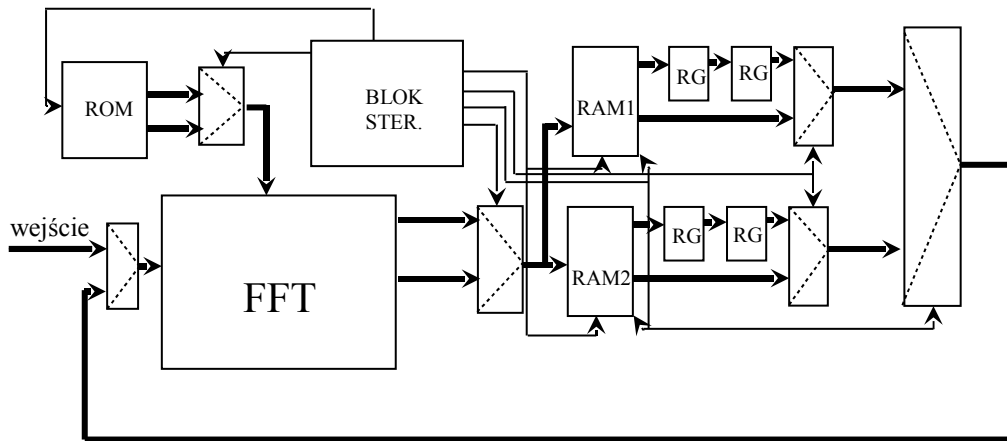 ROM
BLOK
STER.
RAM1
RG
RG
wejście
FFT
RAM2
RG
RG